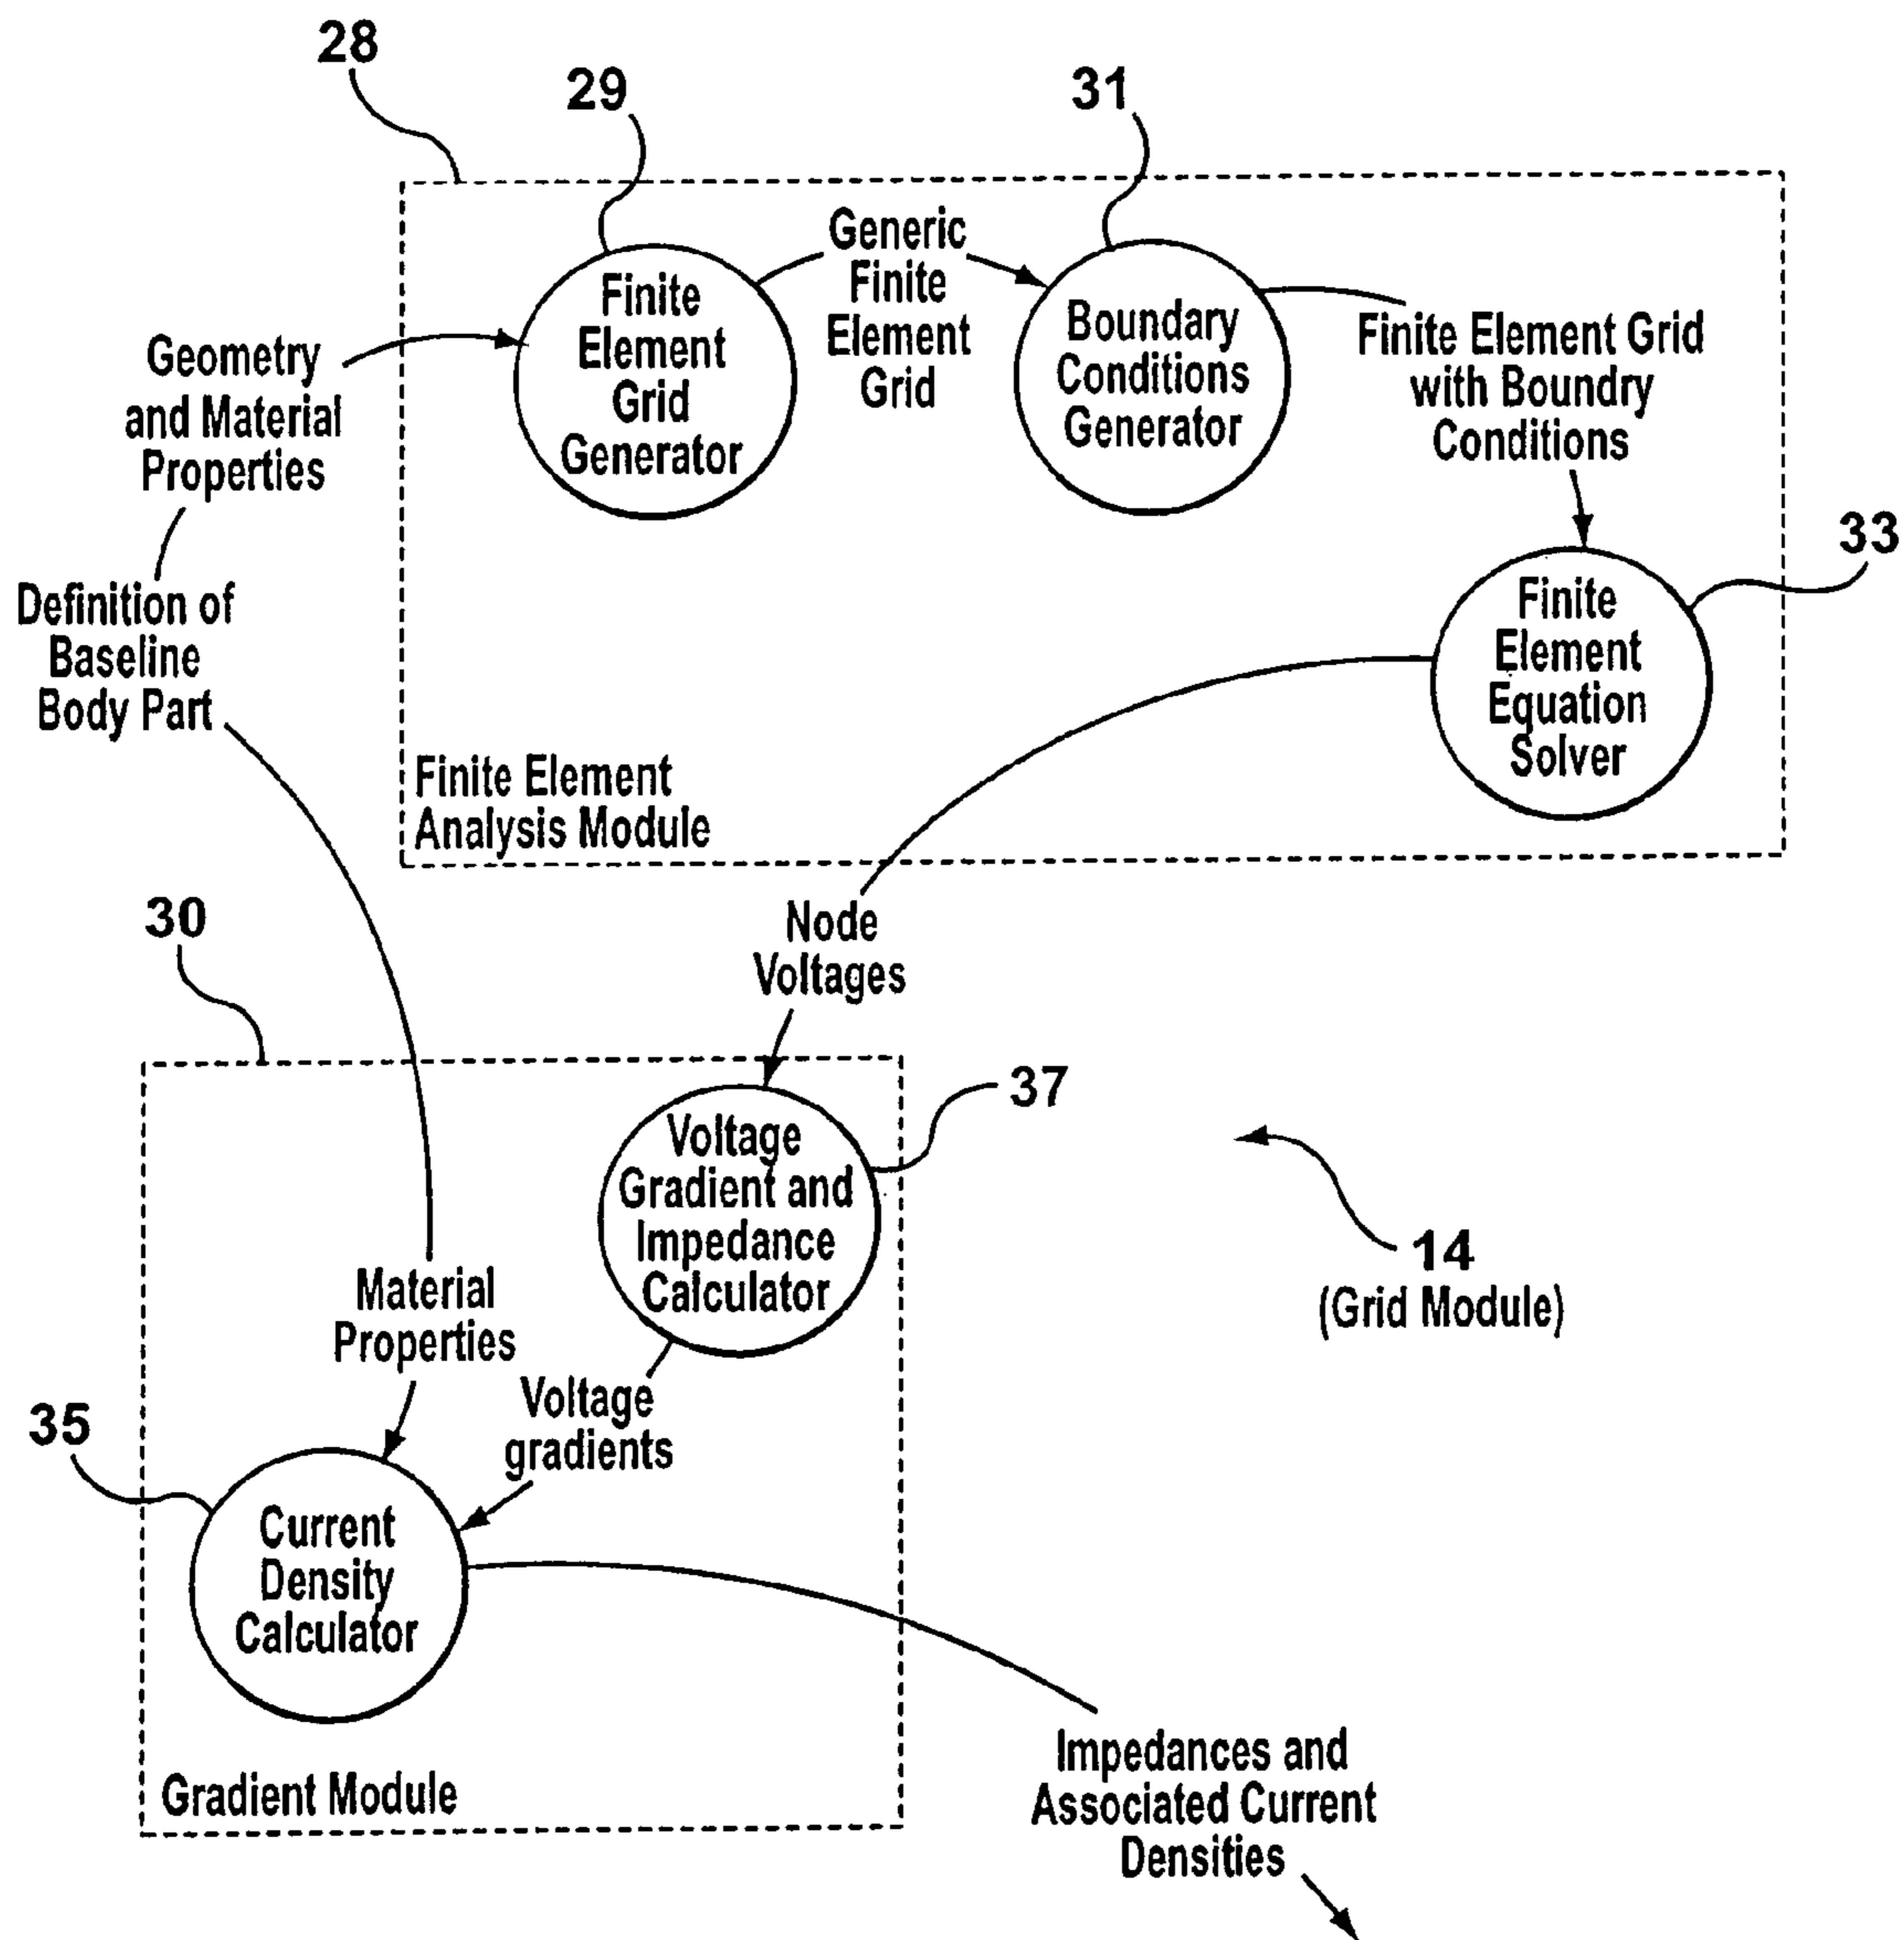 28
29
31
Generic
Finite
Element
Grid
Finite
Element
Grid
Generator
Boundary
Conditions
Generator
Finite Element Grid
with Boundry
Conditions
Geometry
and Material
Properties
33
Definition of
Baseline
Body Part
Finite
Element
Equation
Solver
Finite Element
Analysis Module
30
Node
Voltages
37
Voltage
Gradient and
Impedance
Calculator
14
(Grid Module)
Material
Properties
Voltage
gradients
35
Current
Density
Calculator
Gradient Module
Impedances and
Associated Current
Densities